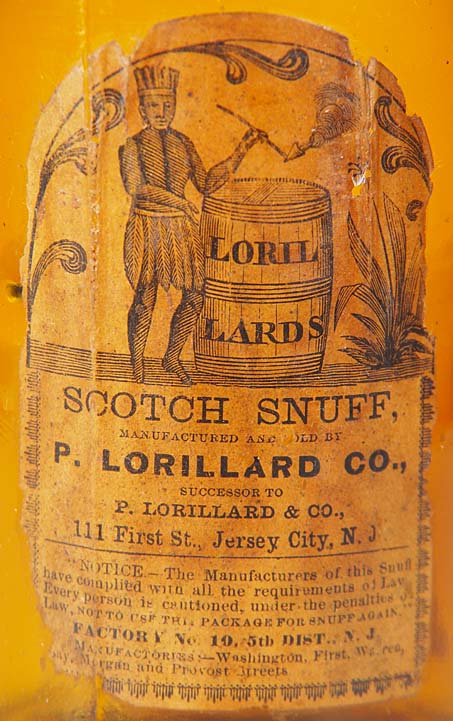 LORIL
LARDS
SCOTCH SNUFF,
MANUFACTURED AND OLD BY
P. LORILLARD CO.,
SUCCESSOR TO
P. LORILLARD & CO.,
111 First St., Jersey City, N. J
NOTICE.—The Manufacturers of this Snuff
have complied with all the requirements of Law
Every person is cautioned, under the penalties of
Law, NOT TO USE THIS PACKAGE FOR SNUFF AGAIN.
FACTORY No. 10, 5th DIST., N. J.
MANUFACTORIES:—Washington, First, Warren,
Bay, Morgan and Provost Streets